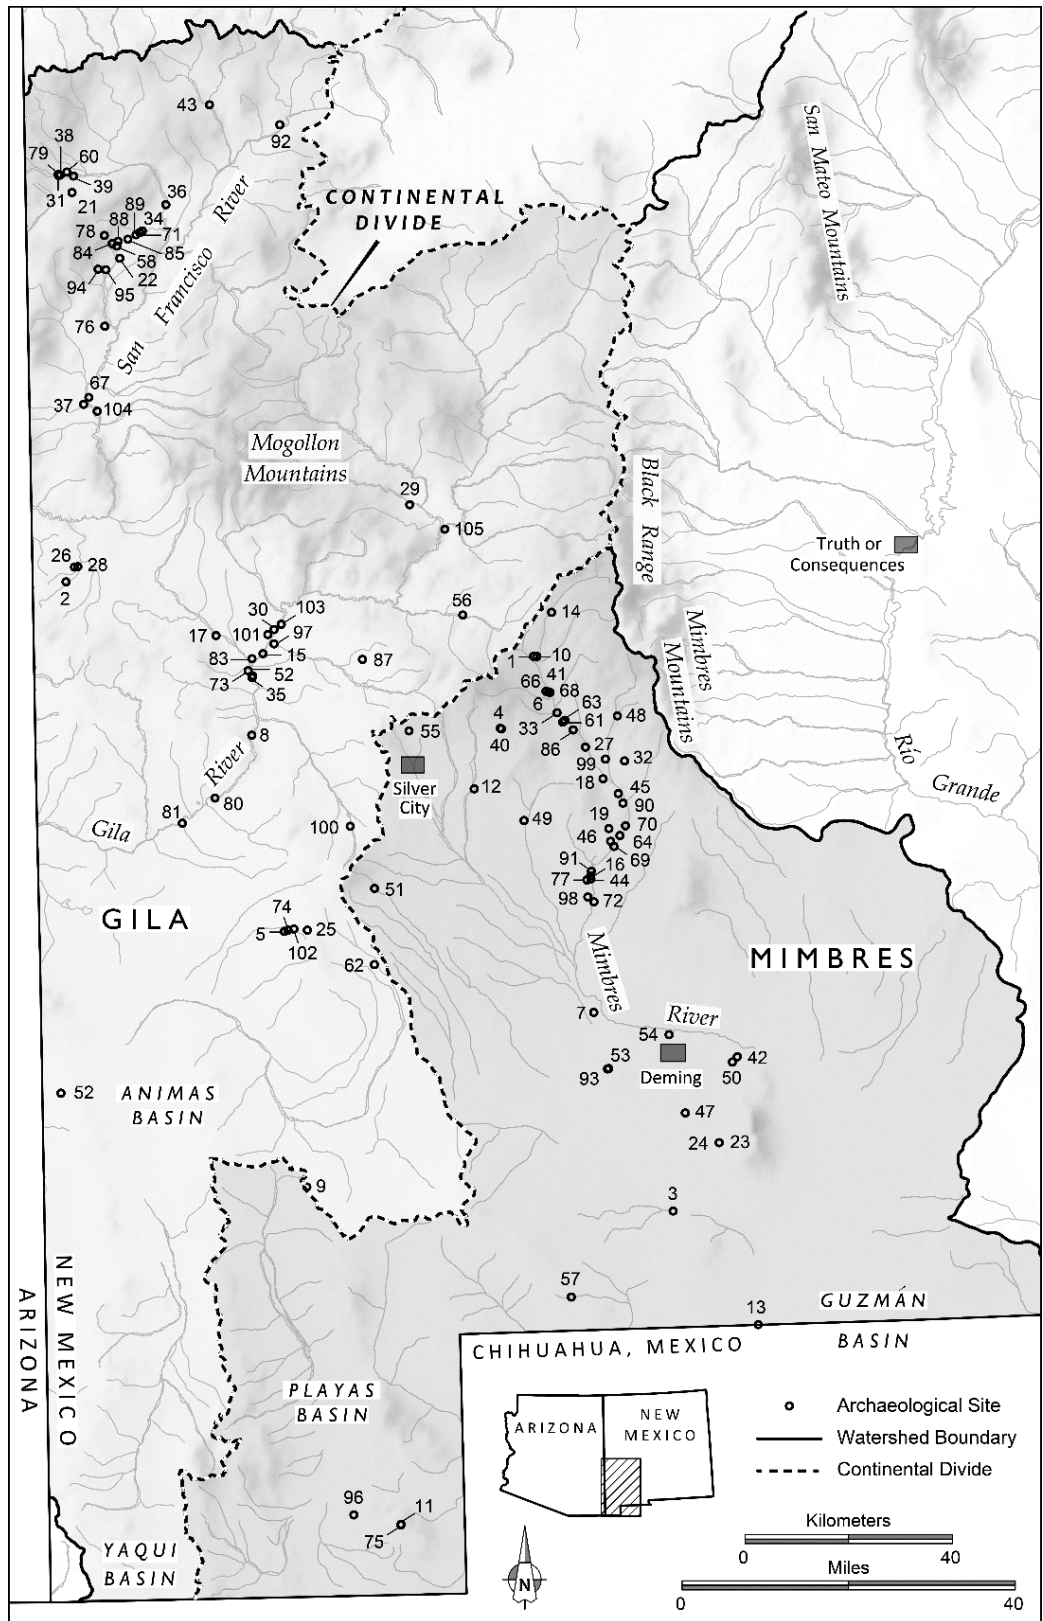 43
92
38
79
60
39
31
21
36
89
34
88
78
71
84
85
58
22
94
95
76
San Francisco River
CONTINENTAL
DIVIDE
San Mateo Mountains
67
37
104
Mogollon
Mountains
29
105
Black Range
Truth or
Consequences
26
28
2
56
14
Mimbres
Mountains
30
103
17
101
97
83
15
87
73
52
35
1
10
41
66
68
6
63
4
33
61
48
40
86
55
8
27
99
32
Río
Grande
River
Silver
City
12
18
45
90
80
81
Gila
100
49
19
70
46
64
69
91
16
77
44
51
98
72
GILA
74
5
25
102
62
MIMBRES
Mimbres
River
7
54
53
93
Deming
42
50
52
ANIMAS
BASIN
47
24
23
9
3
NEW MEXICO
ARIZONA
57
13
GUZMÁN
BASIN
CHIHUAHUA, MEXICO
PLAYAS
BASIN
ARIZONA
NEW
MEXICO
Archaeological Site
Watershed Boundary
Continental Divide
96
11
75
Kilometers
0
40
Miles
0
40
N
YAQUI
BASIN